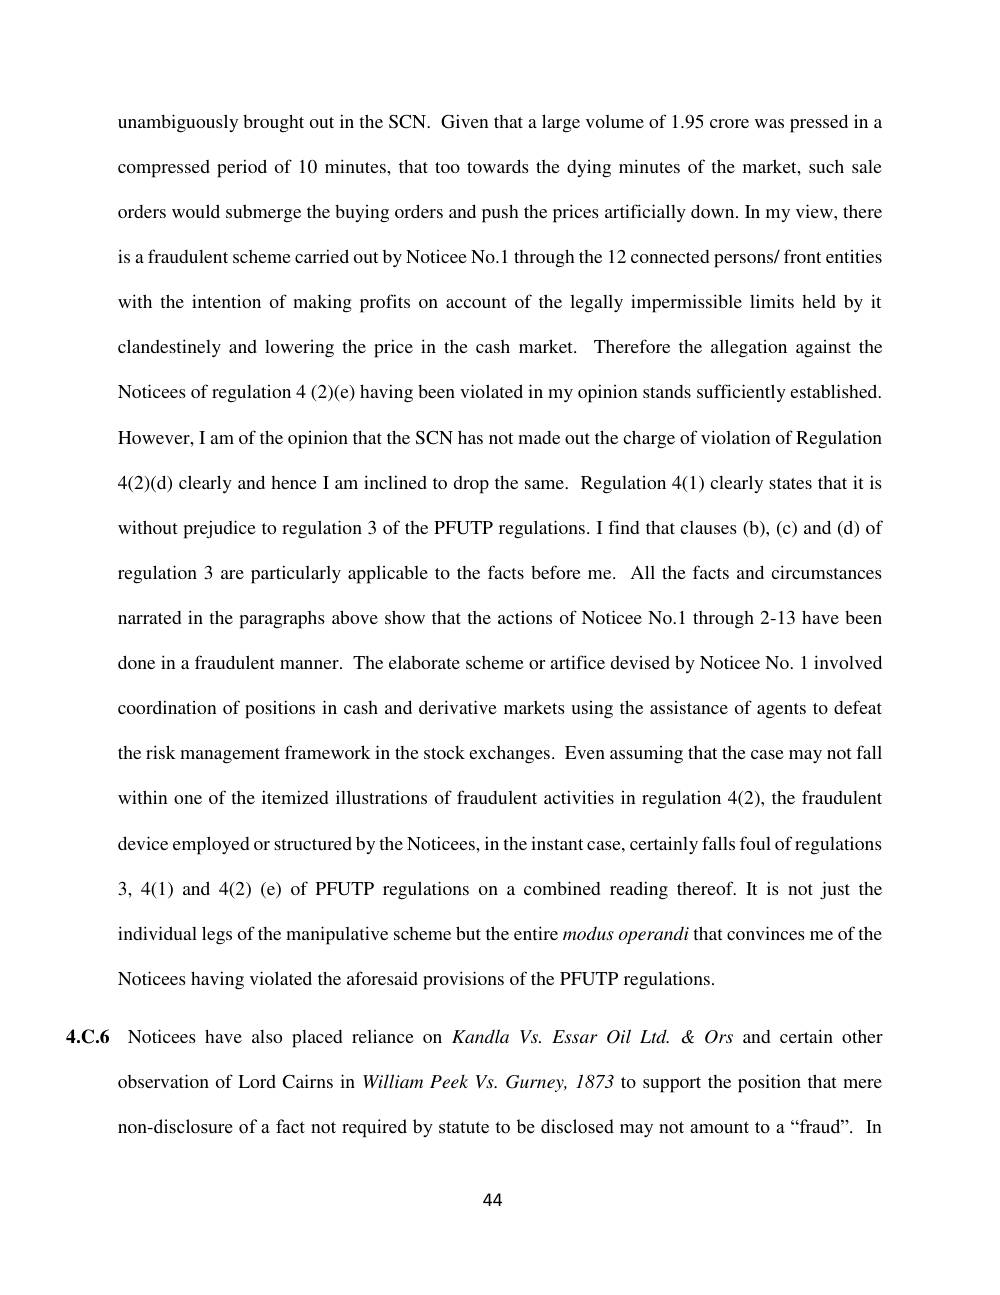 unambiguously brought out in the SCN.  Given that a large volume of 1.95 crore was pressed in a
compressed period of 10 minutes, that too towards the dying minutes of the market, such sale
orders would submerge the buying orders and push the prices artificially down. In my view, there
is a fraudulent scheme carried out by Noticee No.1 through the 12 connected persons/ front entities
with the intention of making profits on account of the legally impermissible limits held by it
clandestinely and lowering the price in the cash market.  Therefore the allegation against the
Noticees of regulation 4 (2)(e) having been violated in my opinion stands sufficiently established.
However, I am of the opinion that the SCN has not made out the charge of violation of Regulation
4(2)(d) clearly and hence I am inclined to drop the same.  Regulation 4(1) clearly states that it is
without prejudice to regulation 3 of the PFUTP regulations. I find that clauses (b), (c) and (d) of
regulation 3 are particularly applicable to the facts before me.  All the facts and circumstances
narrated in the paragraphs above show that the actions of Noticee No.1 through 2-13 have been
done in a fraudulent manner.  The elaborate scheme or artifice devised by Noticee No. 1 involved
coordination of positions in cash and derivative markets using the assistance of agents to defeat
the risk management framework in the stock exchanges.  Even assuming that the case may not fall
within one of the itemized illustrations of fraudulent activities in regulation 4(2), the fraudulent
device employed or structured by the Noticees, in the instant case, certainly falls foul of regulations
3, 4(1) and 4(2) (e) of PFUTP regulations on a combined reading thereof. It is not just the
individual legs of the manipulative scheme but the entire modus operandi that convinces me of the
Noticees having violated the aforesaid provisions of the PFUTP regulations.
4.C.6  Noticees have also placed reliance on Kandla Vs. Essar Oil Ltd. & Ors and certain other
observation of Lord Cairns in William Peek Vs. Gurney, 1873 to support the position that mere
non-disclosure of a fact not required by statute to be disclosed may not amount to a “fraud”.  In
44